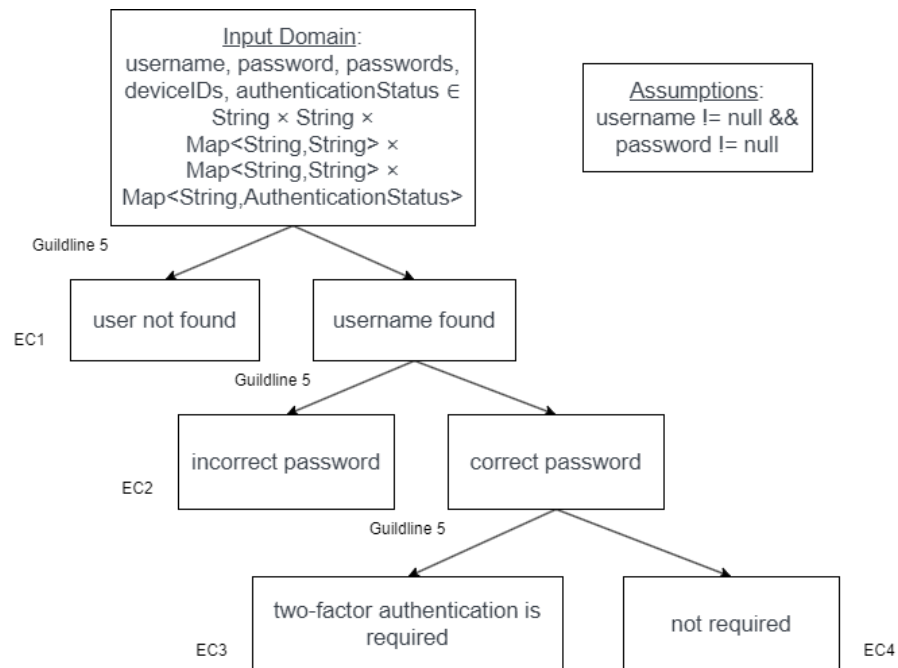 Input Domain:
username, password, passwords,
deviceIDs, authenticationStatus ∈
String × String ×
Map<String,String> ×
Map<String,String> ×
Map<String,AuthenticationStatus>
Assumptions:
username != null &&
password != null
Guildline 5
user not found
username found
EC1
Guildline 5
incorrect password
correct password
EC2
Guildline 5
two-factor authentication is
required
not required
EC3
EC4